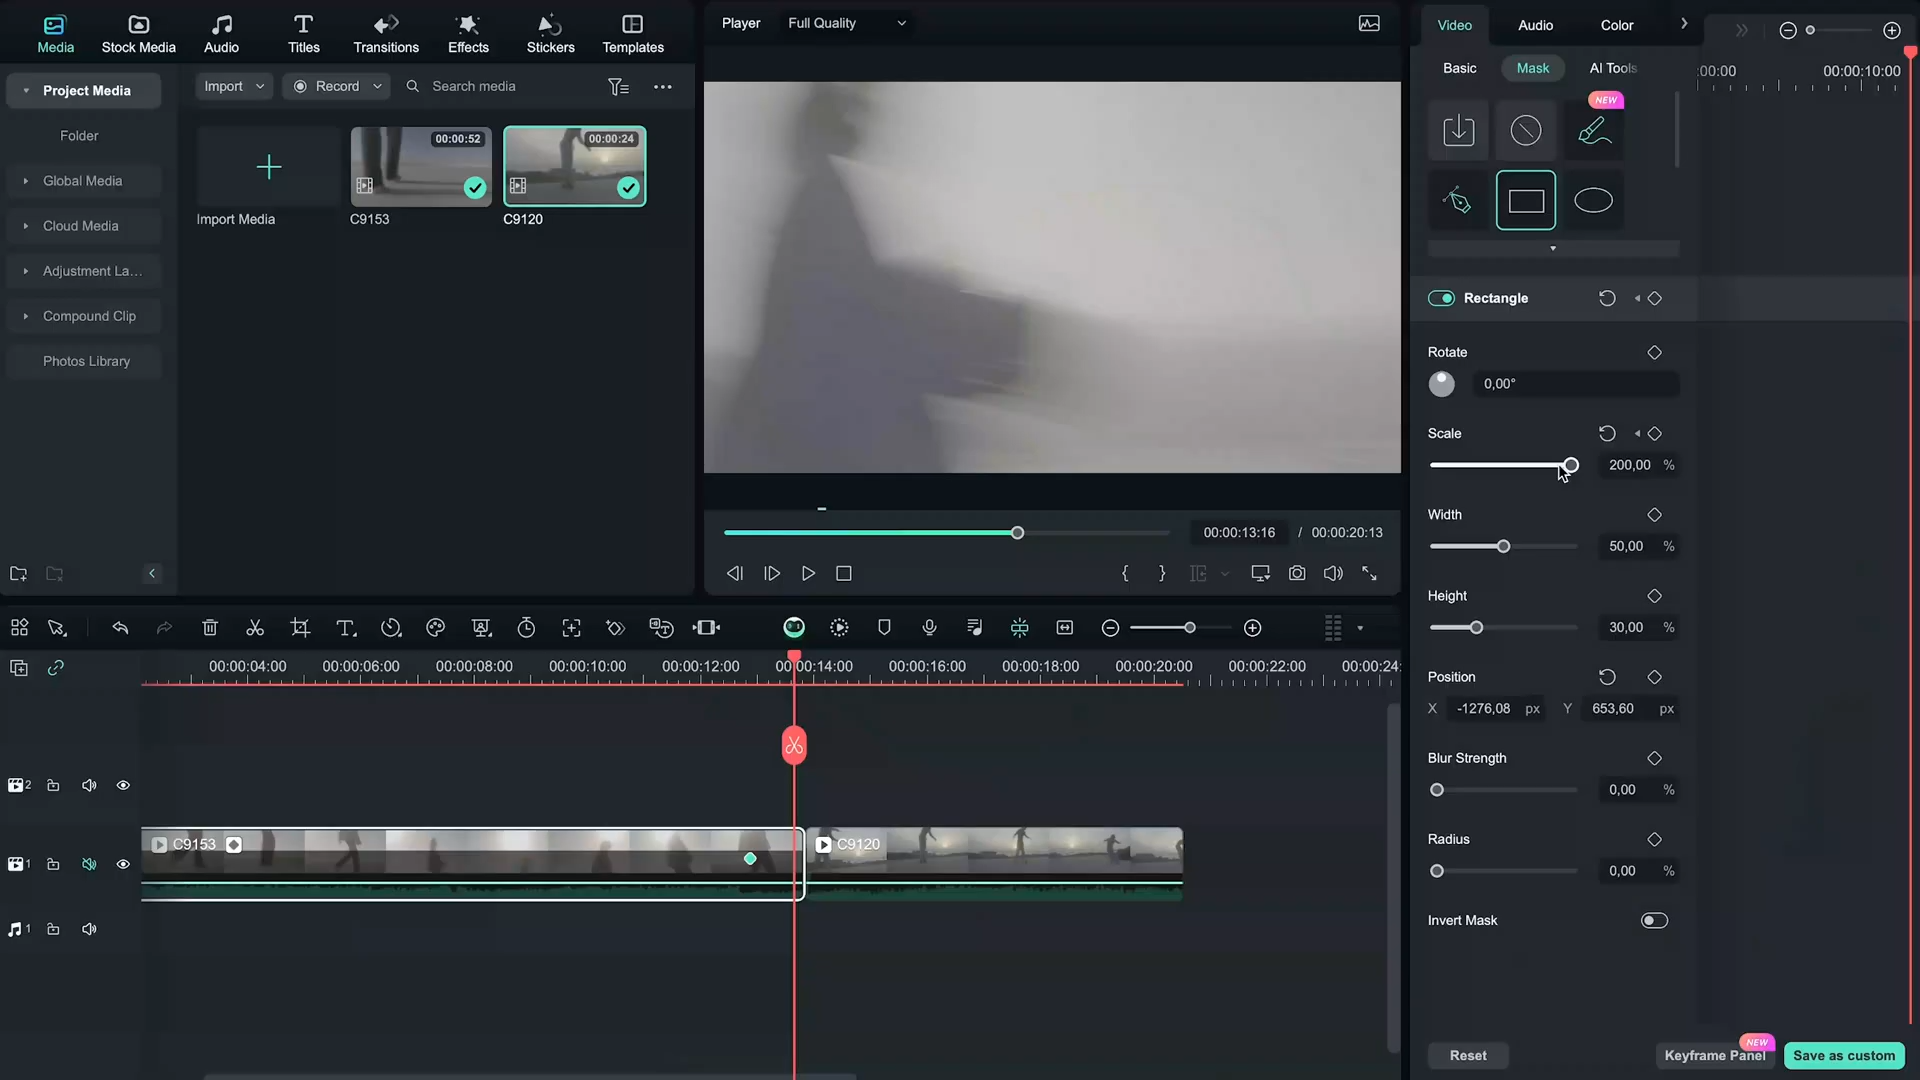 Media
Stock Media
Audio
Titles
Transitions
Effects
Stickers
Templates
Project Media
Folder
Global Media
Cloud Media
Adjustment La...
Compound Clip
Photos Library
Import
Record
Search media
Import Media
00:00:52
C9153
00:00:24
C9120
Player
Full Quality
00:00:13:16 / 00:00:20:13
Video
Audio
Color
Basic
Mask
AI Tools
NEW
Rectangle
Rotate
0,00°
Scale
200,00 %
Width
50,00 %
Height
30,00 %
Position
X -1276,08 px Y 653,60 px
Blur Strength
0,00 %
Radius
0,00 %
Invert Mask
Reset
Keyframe Panel
NEW
Save as custom
:00:00
00:00:10:00
00:00:04:00
00:00:06:00
00:00:08:00
00:00:10:00
00:00:12:00
00:00:14:00
00:00:16:00
00:00:18:00
00:00:20:00
00:00:22:00
00:00:24:
2
1
C9153
C9120
1